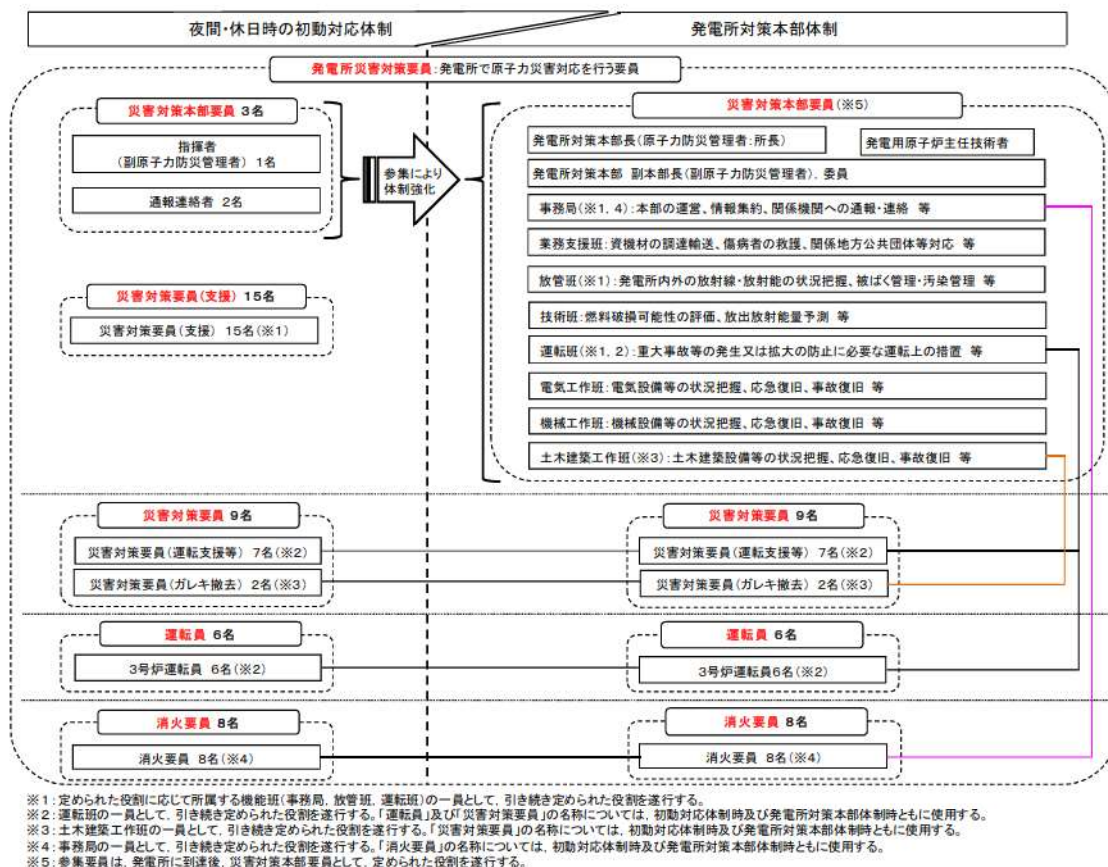 夜間・休日時の初動対応体制
発電所対策本部体制
発電所災害対策要員:発電所で原子力災害対応を行う要員
災害対策本部要員 3名
指揮者
(副原子力防災管理者) 1名
通報連絡者 2名
参集により
体制強化
災害対策本部要員(※5)
発電所対策本部長(原子力防災管理者:所長)
発電用原子炉主任技術者
発電所対策本部 副本部長(副原子力防災管理者), 委員
事務局(※1, 4):本部の運営、情報集約、関係機関への通報・連絡 等
業務支援班:資機材の調達輸送、傷病者の救護、関係地方公共団体等対応 等
放管班(※1):発電所内外の放射線・放射能の状況把握、被ばく管理・汚染管理 等
技術班:燃料破損可能性の評価、放出放射能量予測 等
運転班(※1, 2):重大事故等の発生又は拡大の防止に必要な運転上の措置 等
電気工作班:電気設備等の状況把握、応急復旧、事故復旧 等
機械工作班:機械設備等の状況把握、応急復旧、事故復旧 等
土木建築工作班(※3):土木建築設備等の状況把握、応急復旧、事故復旧 等
災害対策要員(支援) 15名
災害対策要員(支援) 15名(※1)
災害対策要員 9名
災害対策要員(運転支援等) 7名(※2)
災害対策要員(ガレキ撤去) 2名(※3)
災害対策要員 9名
災害対策要員(運転支援等) 7名(※2)
災害対策要員(ガレキ撤去) 2名(※3)
運転員 6名
3号炉運転員 6名(※2)
運転員 6名
3号炉運転員6名(※2)
消火要員 8名
消火要員 8名(※4)
消火要員 8名
消火要員 8名(※4)
※1:定められた役割に応じて所属する機能班(事務局, 放管班, 運転班)の一員として, 引き続き定められた役割を遂行する。
※2:運転班の一員として, 引き続き定められた役割を遂行する。「運転員」及び「災害対策要員」の名称については, 初動対応体制時及び発電所対策本部体制時ともに使用する。
※3:土木建築工作班の一員として, 引き続き定められた役割を遂行する。「災害対策要員」の名称については, 初動対応体制時及び発電所対策本部体制時ともに使用する。
※4:事務局の一員として, 引き続き定められた役割を遂行する。「消火要員」の名称については, 初動対応体制時及び発電所対策本部体制時ともに使用する。
※5:参集要員は, 発電所に到達後, 災害対策本部要員として, 定められた役割を遂行する。